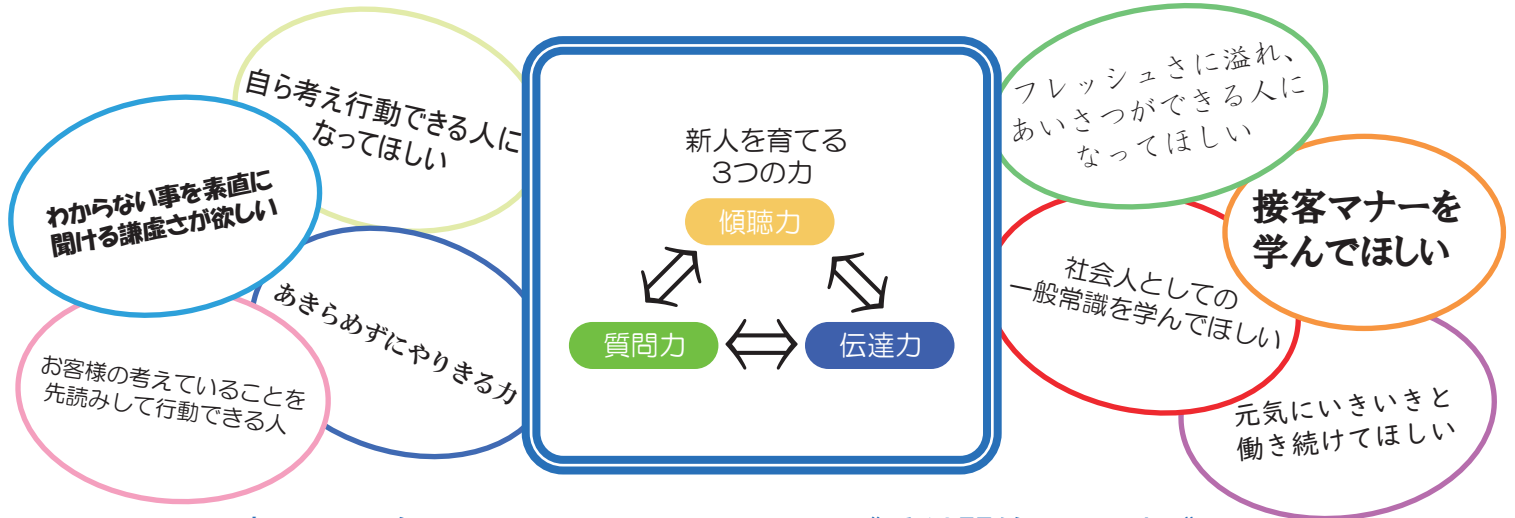 自ら考え行動できる人に
なってほしい
わからない事を素直に
聞ける謙虚さが欲しい
あきらめずにやりきる力
お客様の考えていることを
先読みして行動できる人
新人を育てる
3つの力
傾聴力
質問力
伝達力
フレッシュさに溢れ、
あいさつができる人に
なってほしい
接客マナーを
学んでほしい
社会人としての
一般常識を学んでほしい
元気にいきいきと
働き続けてほしい